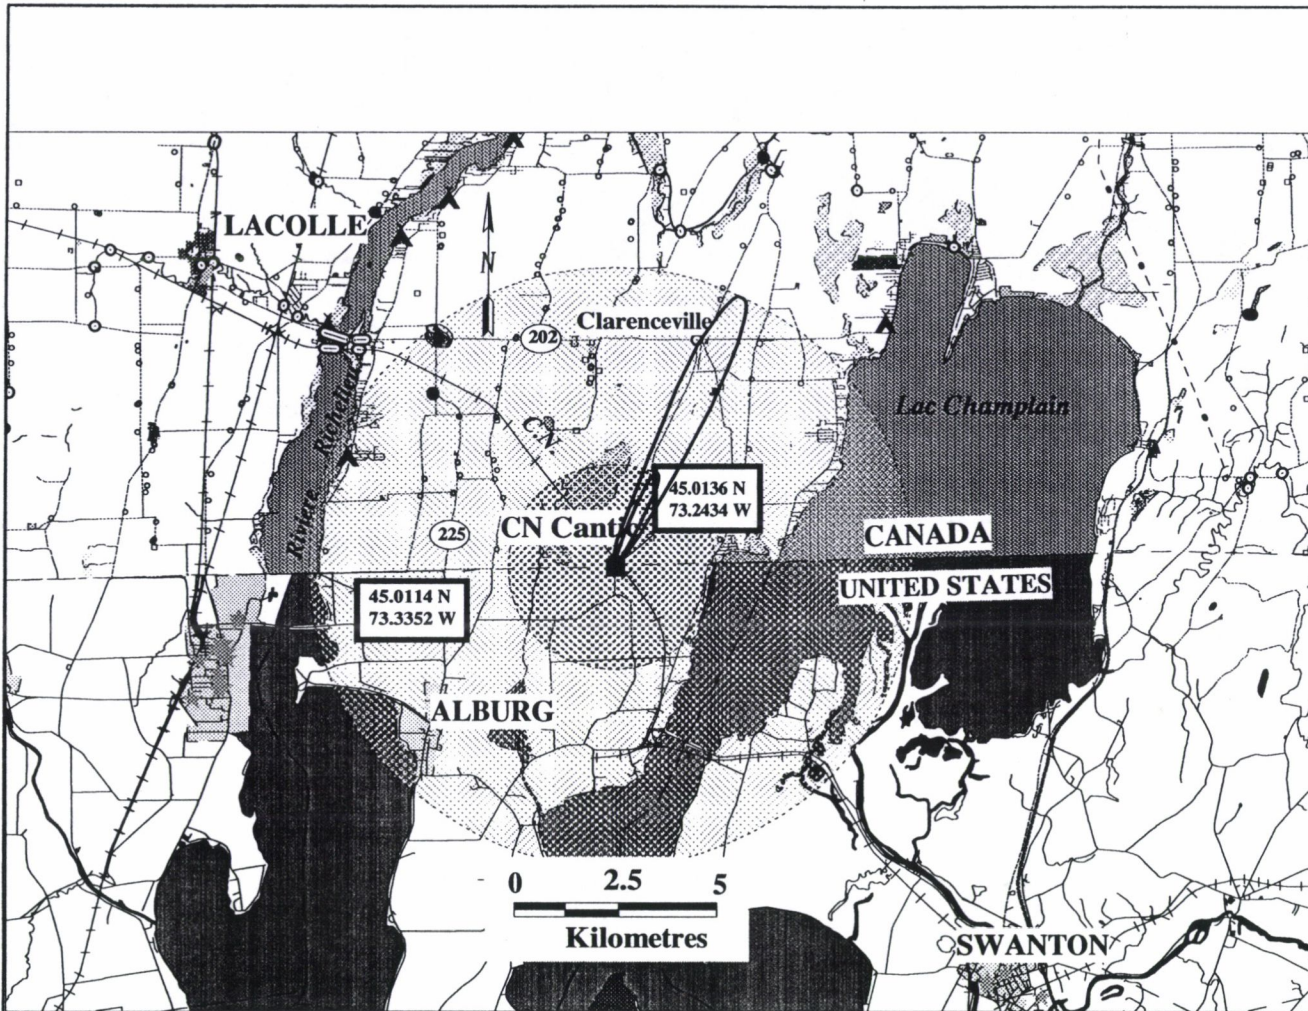 LACOLLE
N
Clarenceville
202
Rivière Richelieu
Lac Champlain
C.N.
45.0136 N
73.2434 W
CN Cantic
225
CANADA
UNITED STATES
45.0114 N
73.3352 W
ALBURG
0 2.5 5
Kilometres
SWANTON